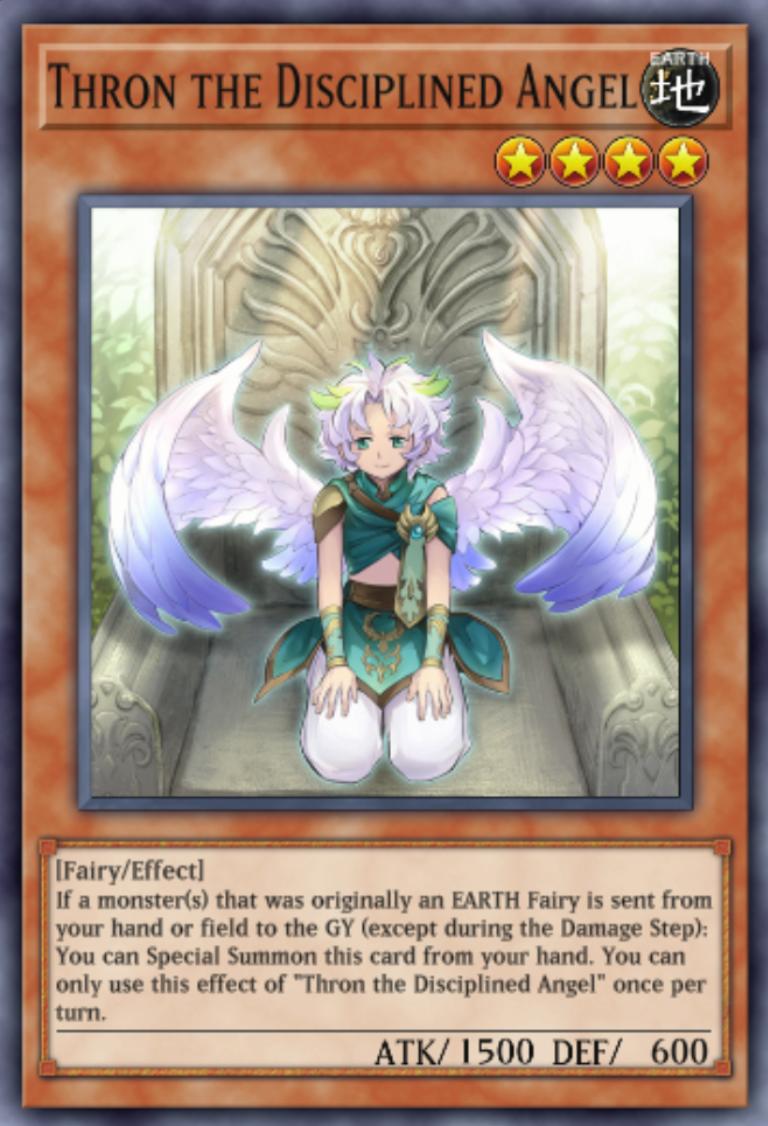 Thron the Disciplined Angel
EARTH
地
[Fairy/Effect]
If a monster(s) that was originally an EARTH Fairy is sent from
your hand or field to the GY (except during the Damage Step):
You can Special Summon this card from your hand. You can
only use this effect of "Thron the Disciplined Angel" once per
turn.
ATK/ 1500 DEF/ 600